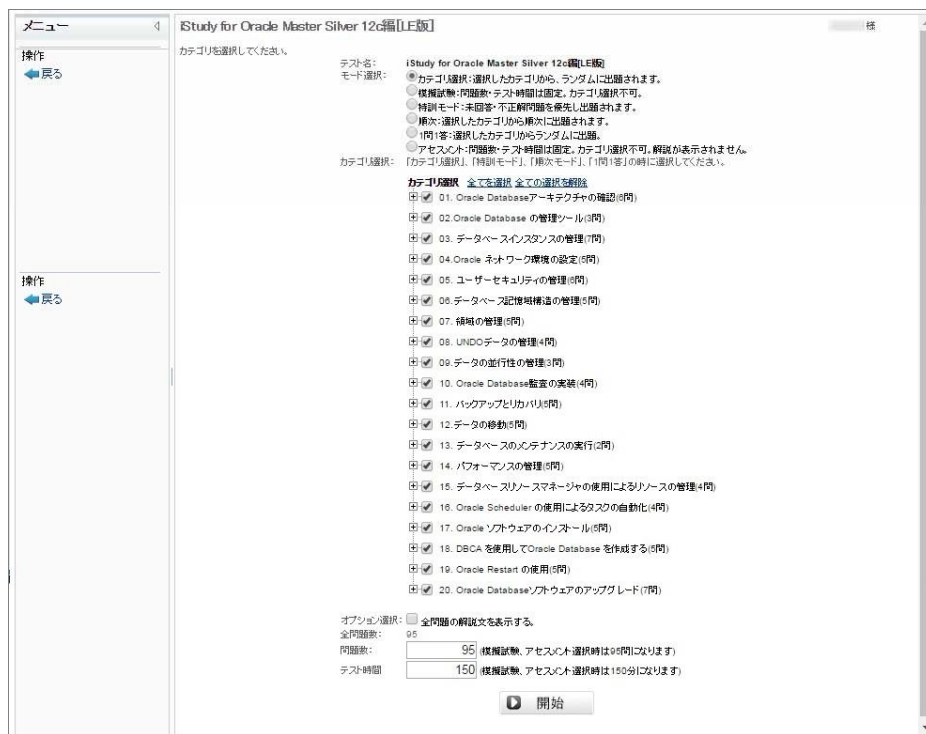 メニュー
操作
戻る
操作
戻る
iStudy for Oracle Master Silver 12c編[LE版]
様
カテゴリを選択してください。
テスト名: iStudy for Oracle Master Silver 12c編[LE版]
モード選択: カテゴリ選択:選択したカテゴリから、ランダムに出題されます。
模擬試験:問題数・テスト時間は固定。カテゴリ選択不可。
特訓モード:未回答・不正解問題を優先し出題されます。
順次:選択したカテゴリから順次に出題されます。
1問1答:選択したカテゴリからランダムに出題。
アセスメント:問題数・テスト時間は固定。カテゴリ選択不可。解説が表示されません。
カテゴリ選択: 「カテゴリ選択」、「特訓モード」、「順次モード」、「1問1答」の時に選択してください。
カテゴリ選択 全てを選択 全ての選択を解除
01. Oracle Databaseアーキテクチャの確認(6問)
02.Oracle Database の管理ツール(3問)
03. データベースインスタンスの管理(7問)
04.Oracle ネットワーク環境の設定(5問)
05. ユーザーセキュリティの管理(6問)
06.データベース記憶域構造の管理(5問)
07. 領域の管理(5問)
08. UNDOデータの管理(4問)
09.データの並行性の管理(3問)
10. Oracle Database監査の実装(4問)
11. バックアップとリカバリ(5問)
12.データの移動(5問)
13. データベースのメンテナンスの実行(2問)
14. パフォーマンスの管理(5問)
15. データベースリソースマネージャの使用によるリソースの管理(4問)
16. Oracle Scheduler の使用によるタスクの自動化(4問)
17. Oracle ソフトウェアのインストール(5問)
18. DBCA を使用してOracle Database を作成する(5問)
19. Oracle Restart の使用(5問)
20. Oracle Databaseソフトウェアのアップグレード(7問)
オプション選択: 全問題の解説文を表示する。
全問題数: 95
問題数: 95 (模擬試験、アセスメント選択時は95問になります)
テスト時間 150 (模擬試験、アセスメント選択時は150分になります)
開始